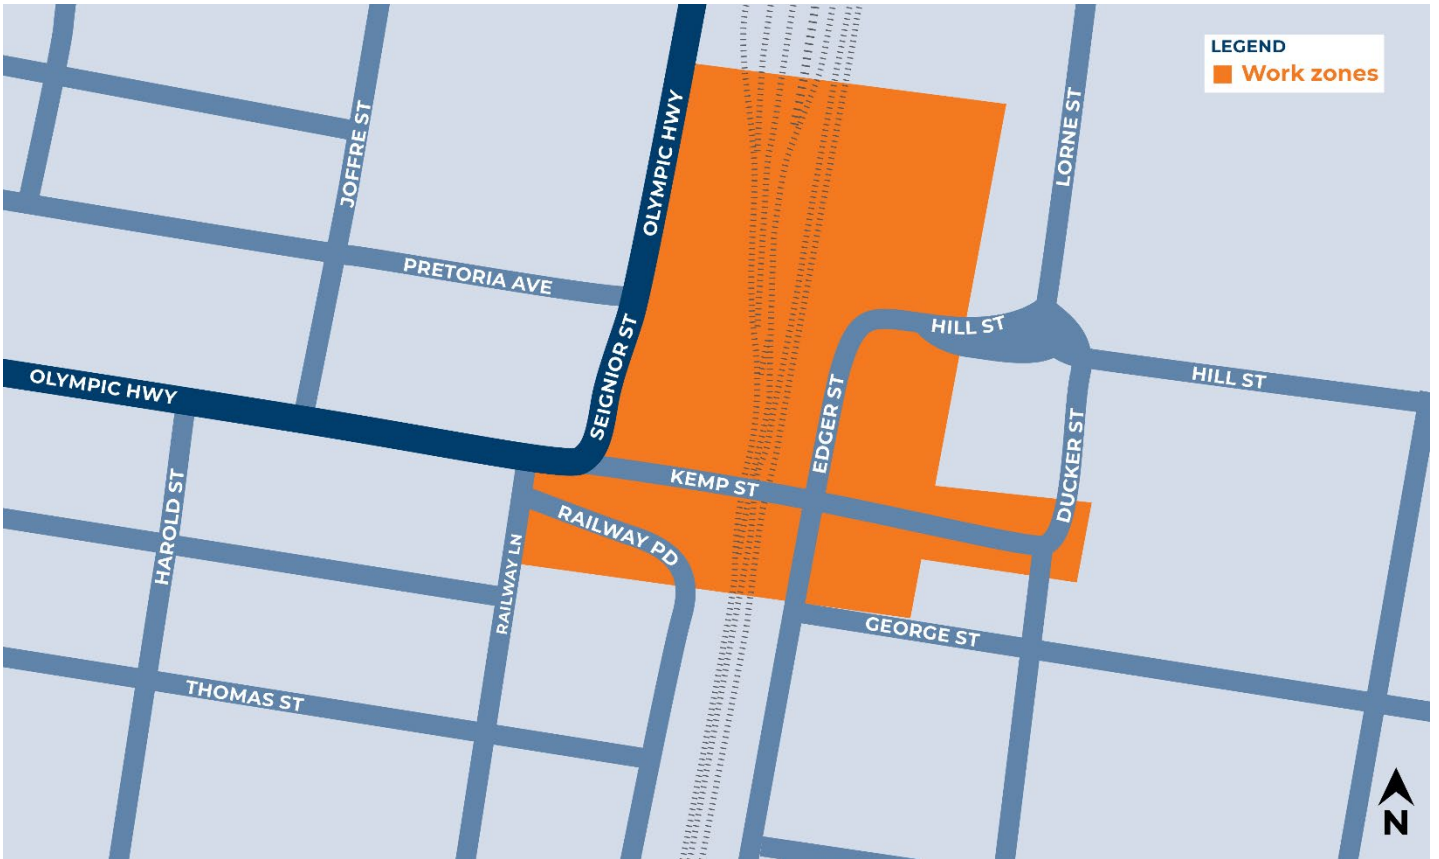 LEGEND
Work zones
JOFFRE ST
OLYMPIC HWY
LORNE ST
PRETORIA AVE
HILL ST
SEIGNIOR ST
OLYMPIC HWY
HILL ST
EDGER ST
DUCKER ST
KEMP ST
HAROLD ST
RAILWAY PD
RAILWAY LN
GEORGE ST
THOMAS ST
N